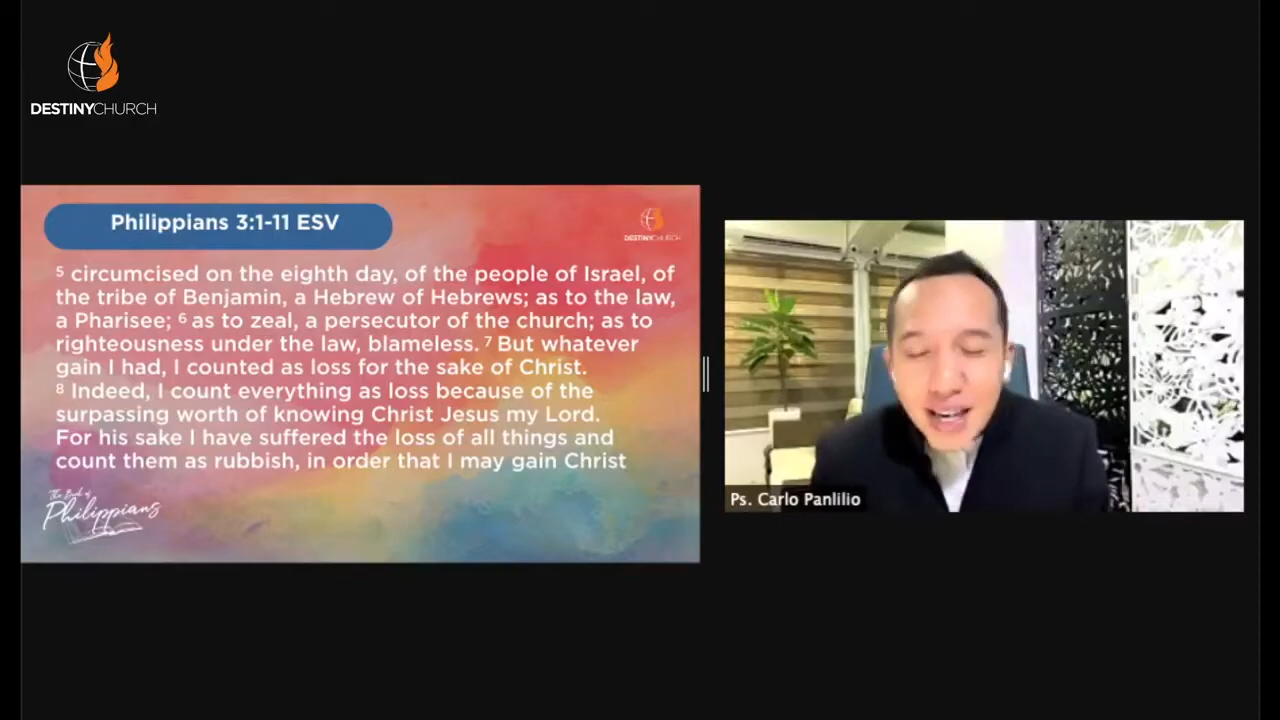 DESTINYCHURCH
Philippians 3:1-11 ESV
DESTINYCHURCH
5 circumcised on the eighth day, of the people of Israel, of
the tribe of Benjamin, a Hebrew of Hebrews; as to the law,
a Pharisee; 6 as to zeal, a persecutor of the church; as to
righteousness under the law, blameless. 7 But whatever
gain I had, I counted as loss for the sake of Christ.
8 Indeed, I count everything as loss because of the
surpassing worth of knowing Christ Jesus my Lord.
For his sake I have suffered the loss of all things and
count them as rubbish, in order that I may gain Christ
The Book of
Philippians
Ps. Carlo Panlilio